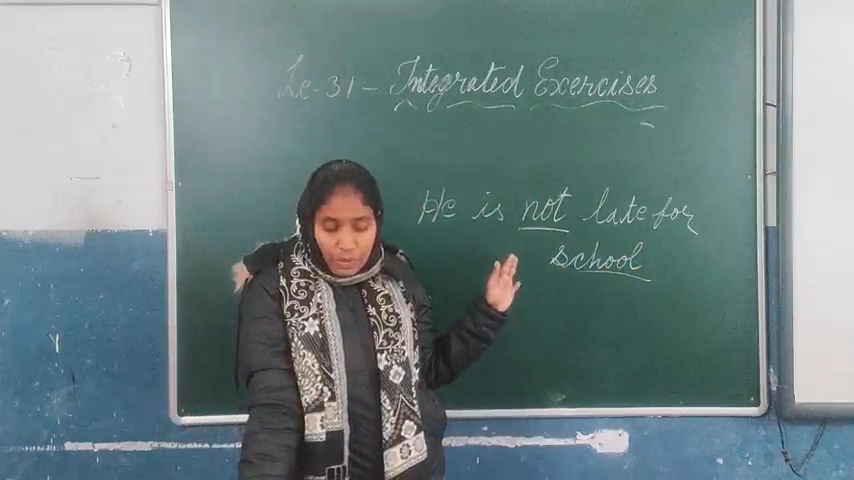 Le-31- Integrated Exercises
He is not late for
school